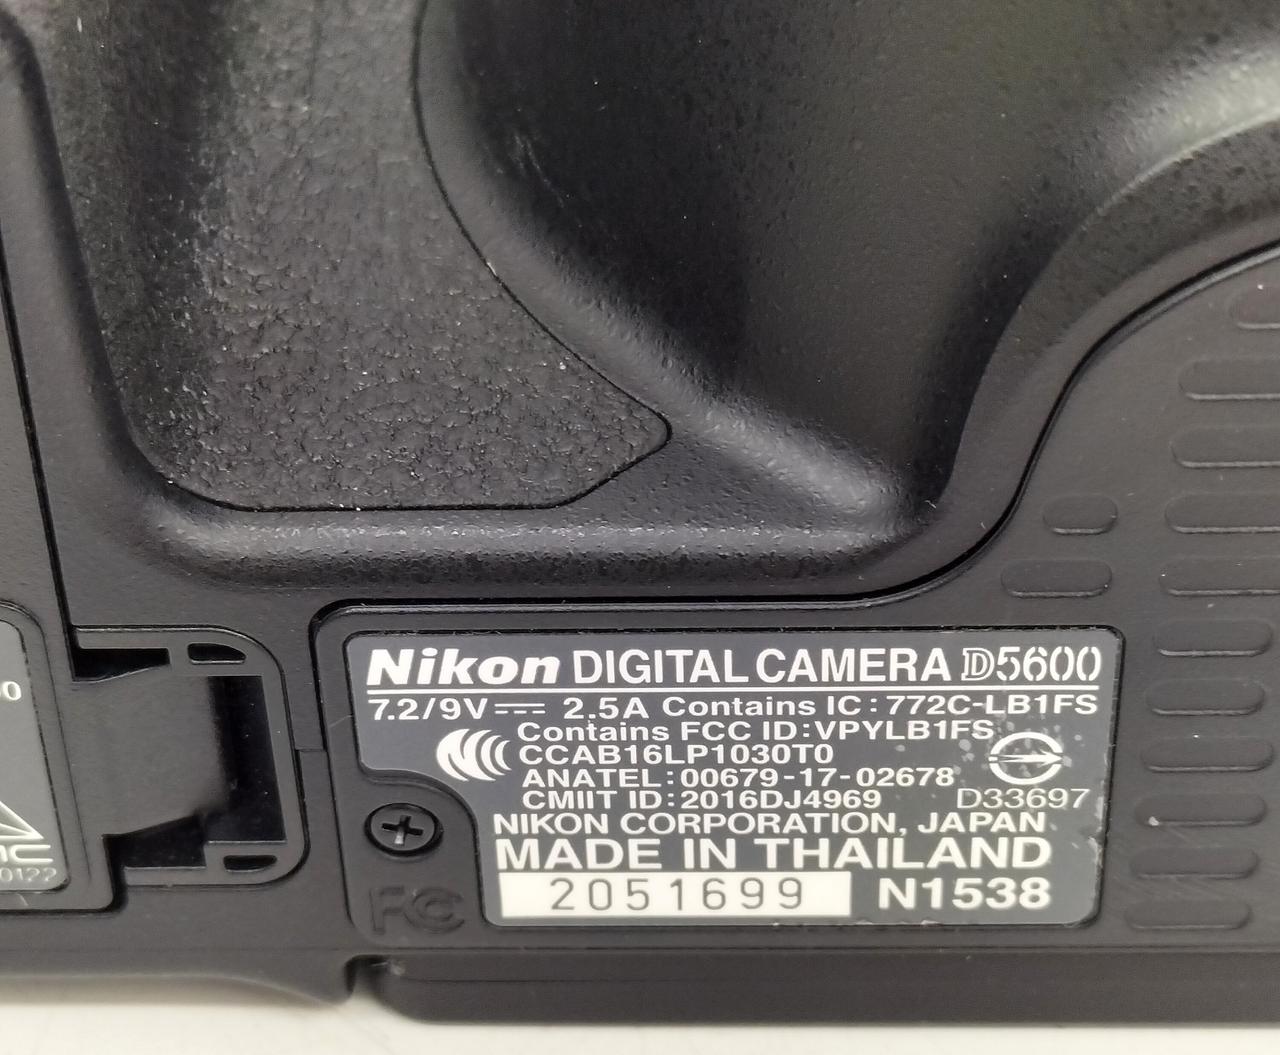 Nikon DIGITAL CAMERA D5600
7.2/9V⎓ 2.5A Contains IC:772C-LB1FS
Contains FCC ID:VPYLB1FS
CCAB16LP1030T0
ANATEL:00679-17-02678
CMIIT ID:2016DJ4969 D33697
NIKON CORPORATION, JAPAN
MADE IN THAILAND
2051699 N1538
FC